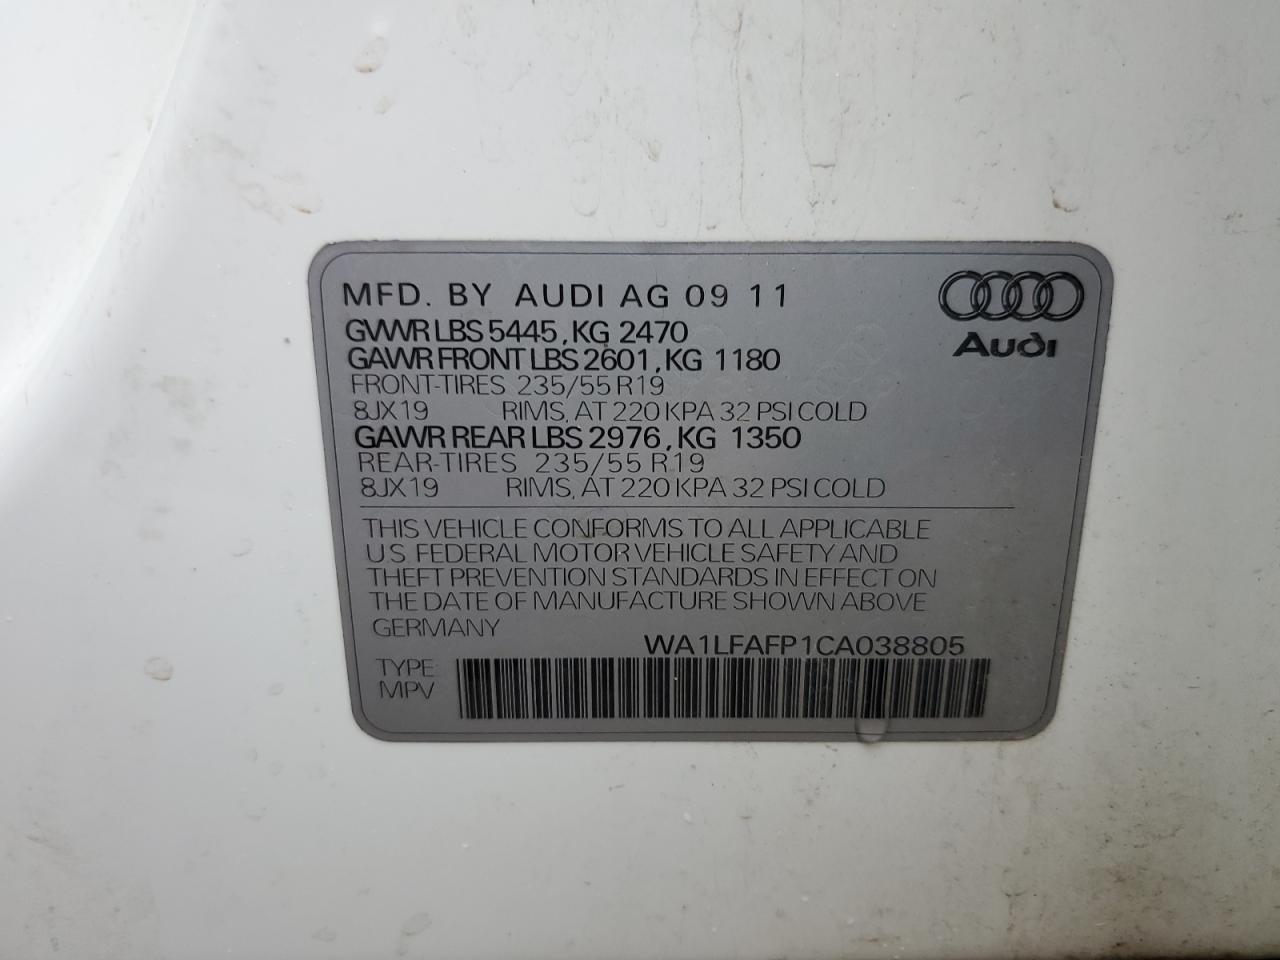 MFD. BY AUDI AG 09 11
Audi
GVWR LBS 5445, KG 2470
GAWR FRONT LBS 2601, KG 1180
FRONT-TIRES 235/55 R19
8JX19 RIMS, AT 220 KPA 32 PSI COLD
GAWR REAR LBS 2976, KG 1350
REAR-TIRES 235/55 R19
8JX19 RIMS, AT 220 KPA 32 PSI COLD
THIS VEHICLE CONFORMS TO ALL APPLICABLE
U.S. FEDERAL MOTOR VEHICLE SAFETY AND
THEFT PREVENTION STANDARDS IN EFFECT ON
THE DATE OF MANUFACTURE SHOWN ABOVE
GERMANY
WA1LFAFP1CA038805
TYPE
MPV